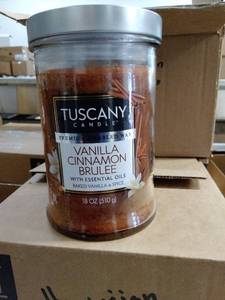 TUSCANY
CANDLE
VANILLA
CINNAMON
BRULEE
WITH ESSENTIAL OILS
BAKED VANILLA & SPICE
18 OZ (510 g)